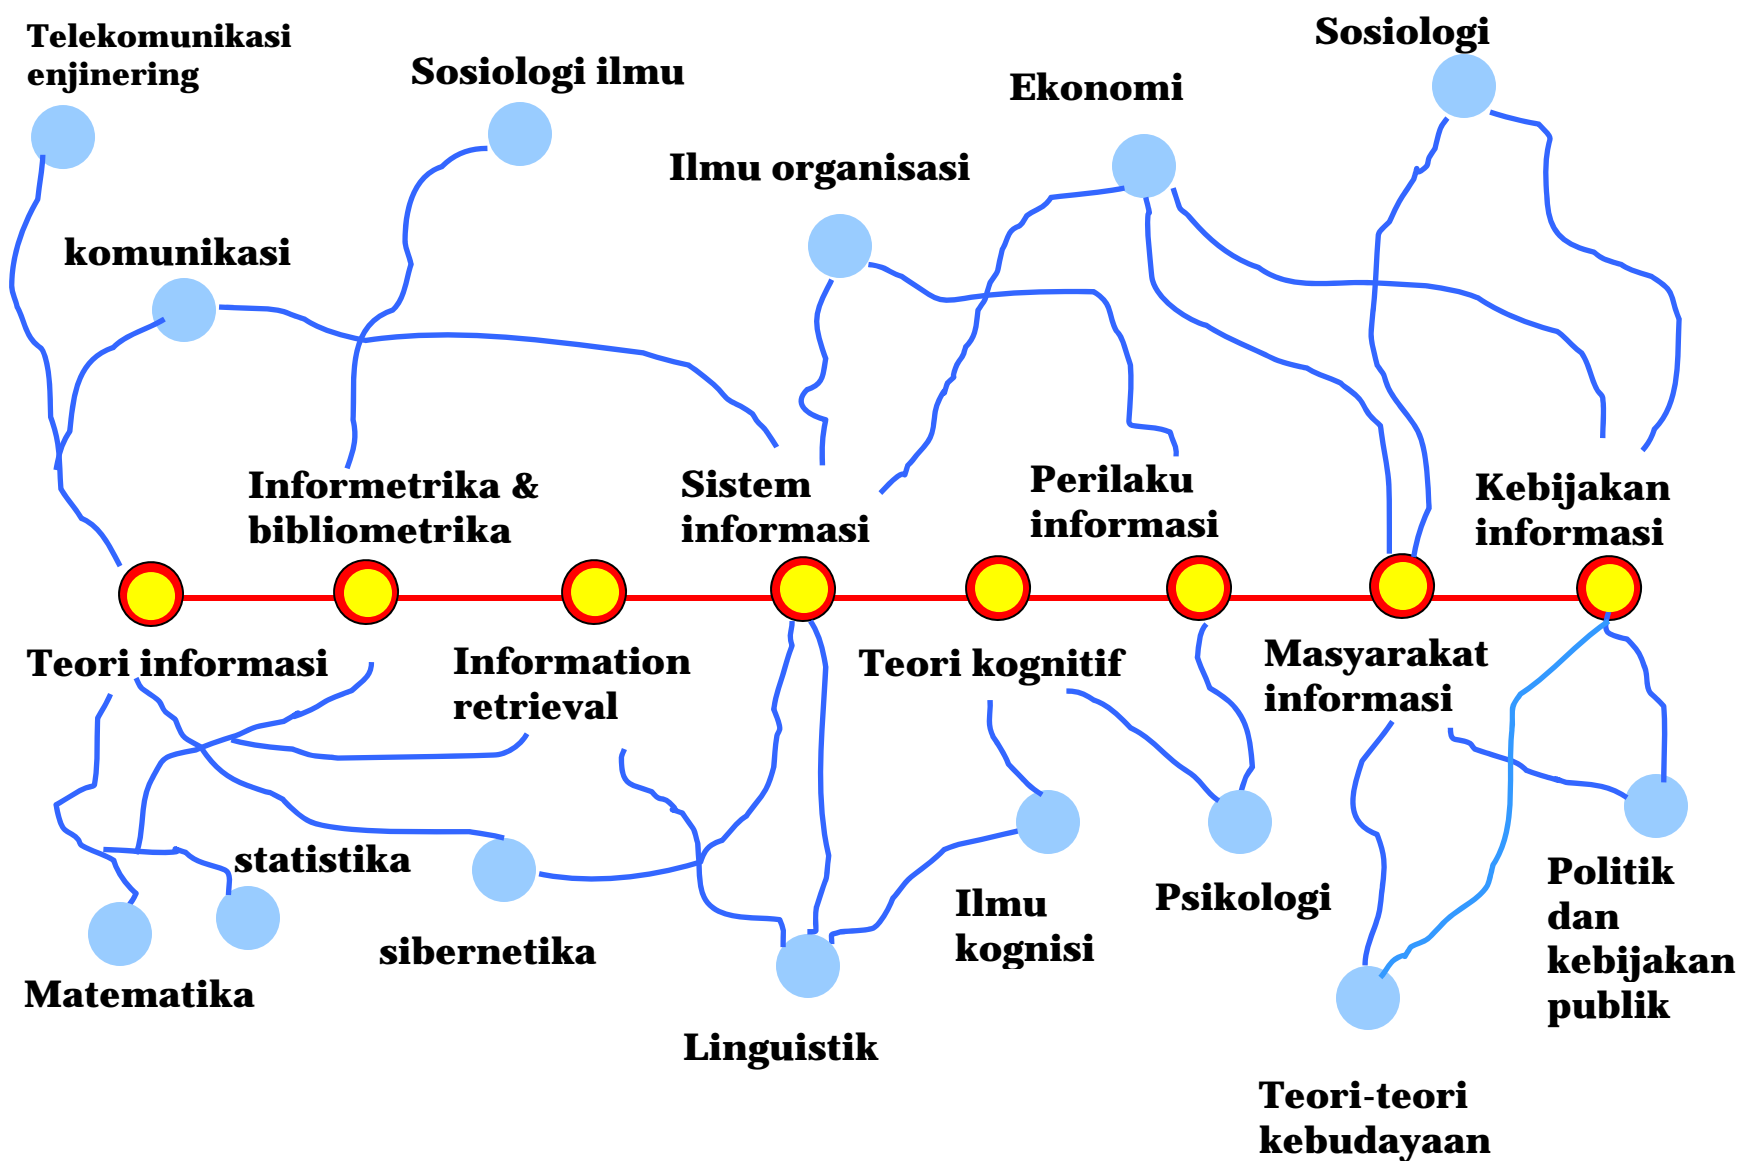 Telekomunikasi
enjinering
Sosiologi ilmu
Sosiologi
Ekonomi
Ilmu organisasi
komunikasi
Informetrika &
bibliometrika
Sistem
informasi
Perilaku
informasi
Kebijakan
informasi
Teori informasi
Information
retrieval
Teori kognitif
Masyarakat
informasi
statistika
sibernetika
Matematika
Linguistik
Ilmu
kognisi
Psikologi
Politik
dan
kebijakan
publik
Teori-teori
kebudayaan